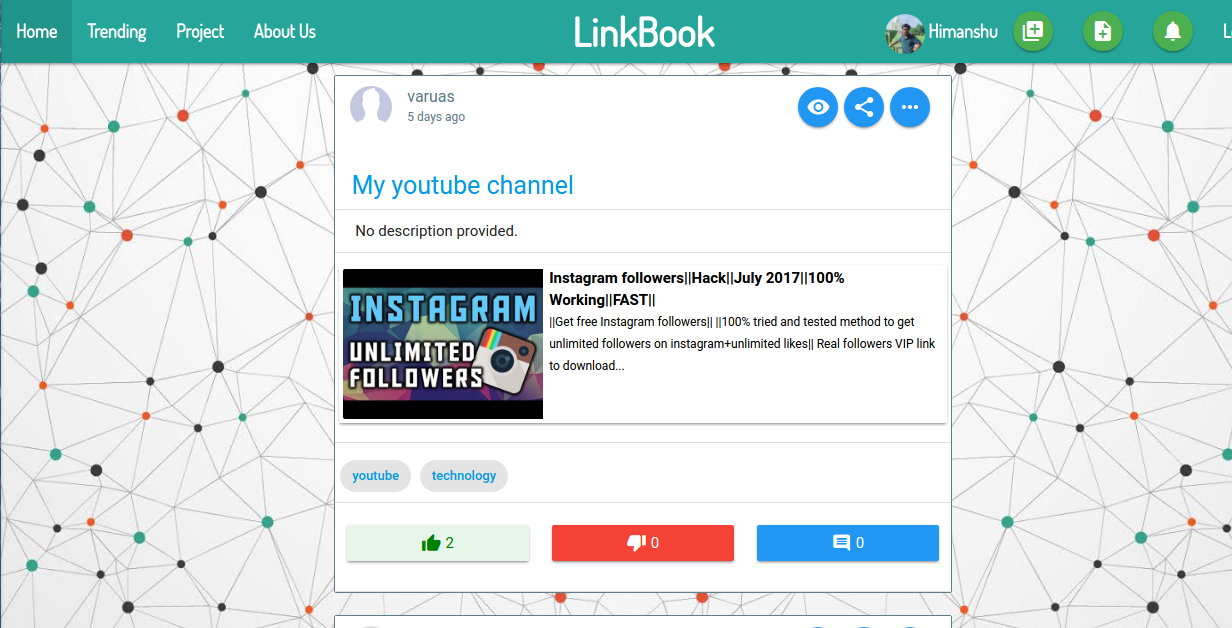 Home Trending Project About Us LinkBook Himanshu
varuas
5 days ago
My youtube channel
No description provided.
INSTAGRAM
UNLIMITED
FOLLOWERS
Instagram followers||Hack||July 2017||100%
Working||FAST||
||Get free Instagram followers|| ||100% tried and tested method to get
unlimited followers on instagram+unlimited likes|| Real followers VIP link
to download...
youtube technology
2 0 0